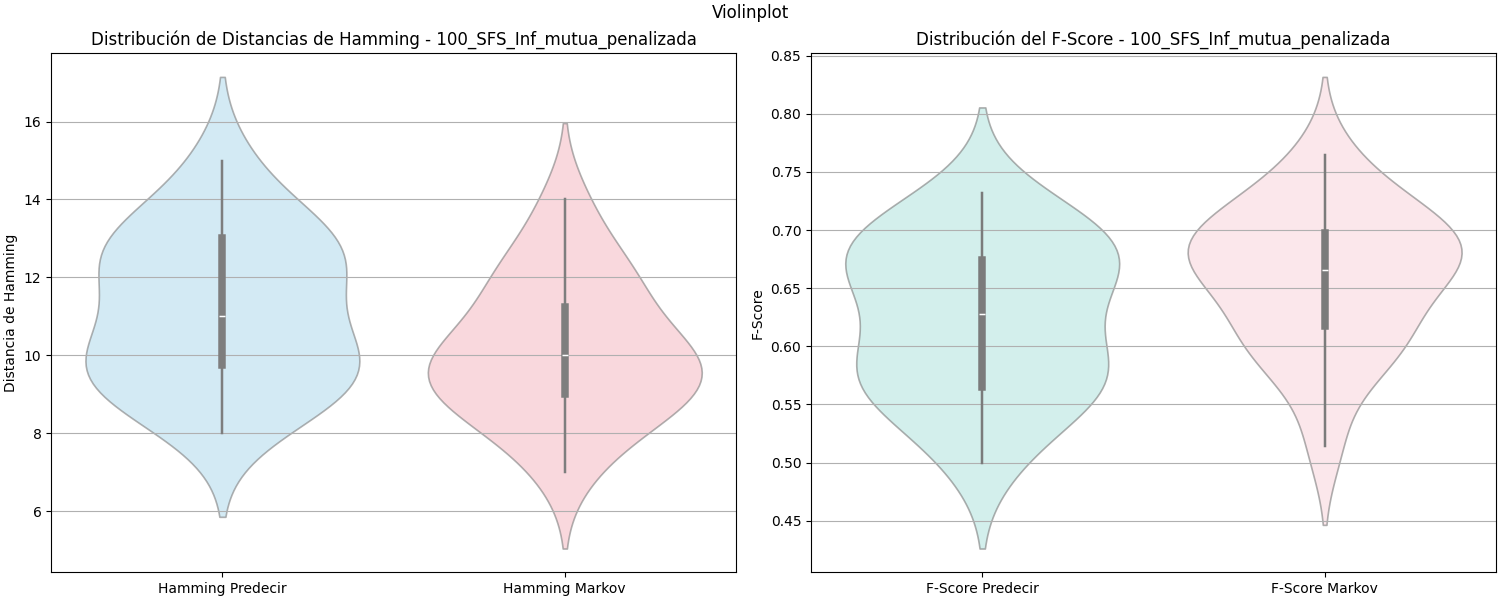 Violinplot
Distribución de Distancias de Hamming - 100_SFS_Inf_mutua_penalizada
Distancia de Hamming
16
14
12
10
8
6
Hamming Predecir
Hamming Markov
Distribución del F-Score - 100_SFS_Inf_mutua_penalizada
F-Score
0.85
0.80
0.75
0.70
0.65
0.60
0.55
0.50
0.45
F-Score Predecir
F-Score Markov